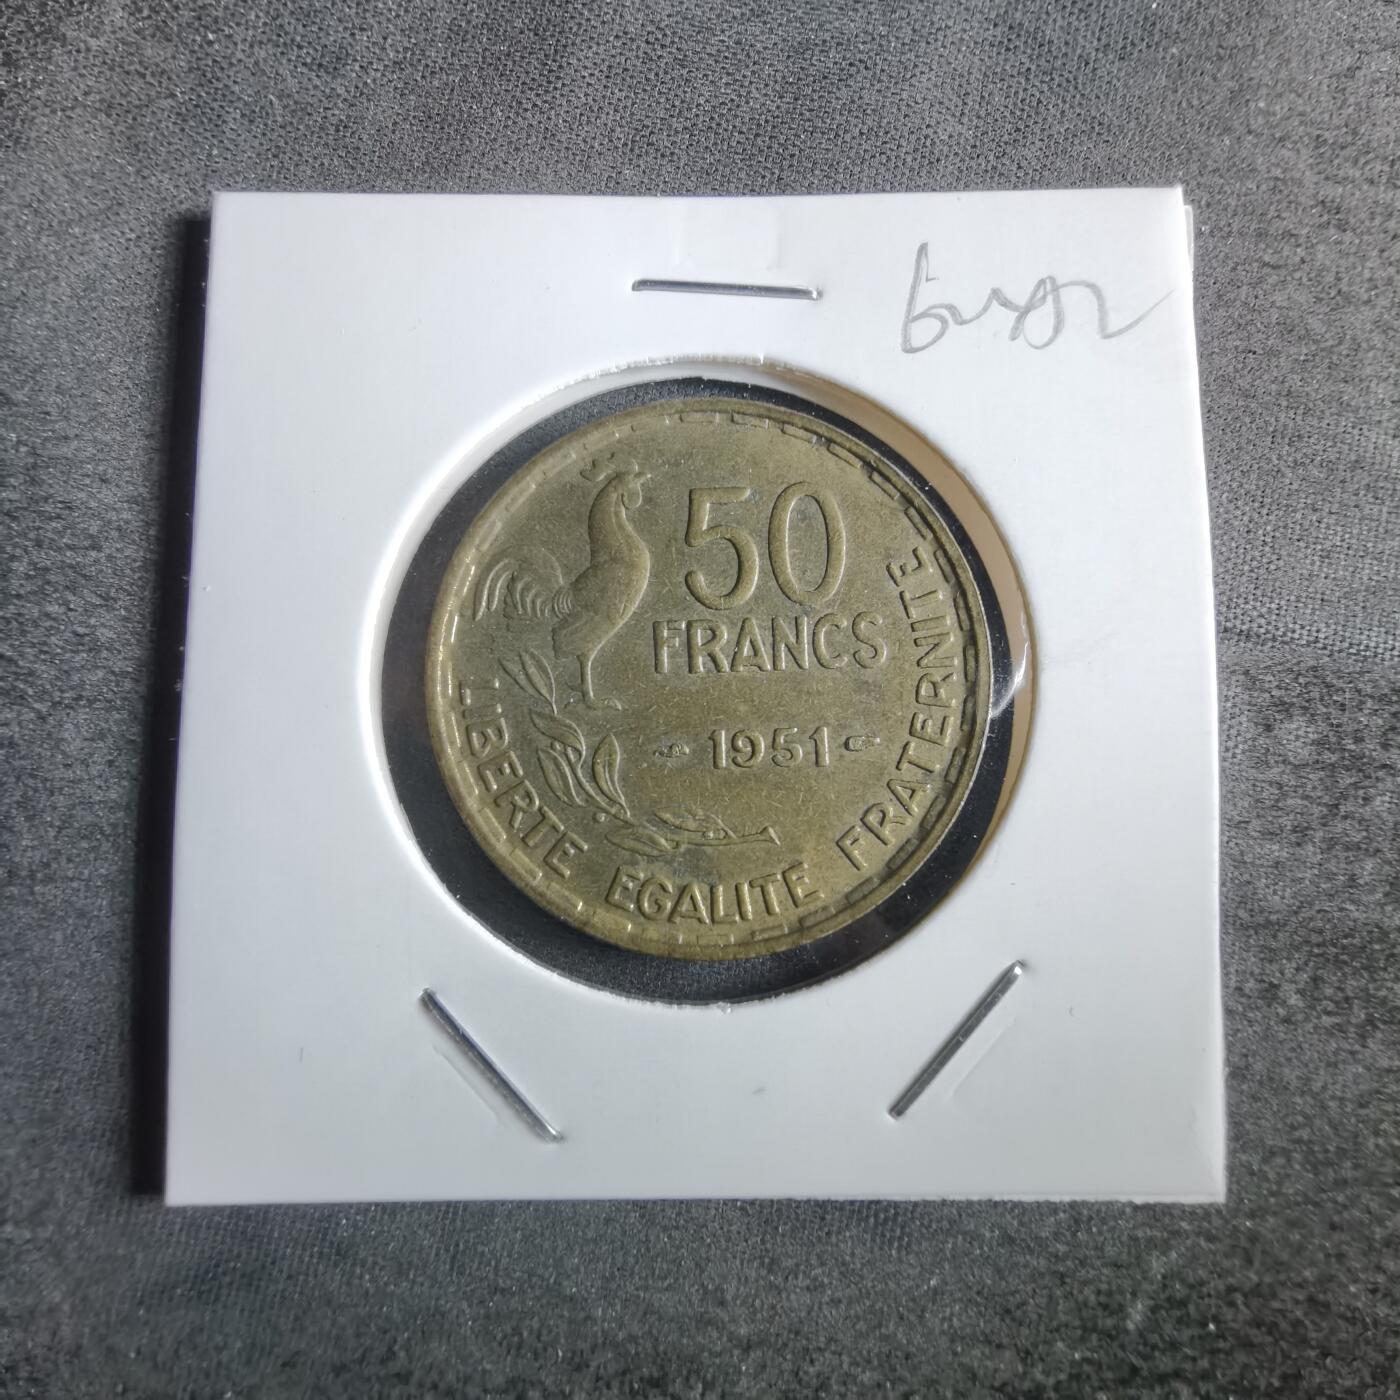 50
FRANCS
1951
LIBERTE EGALITE FRATERNITE